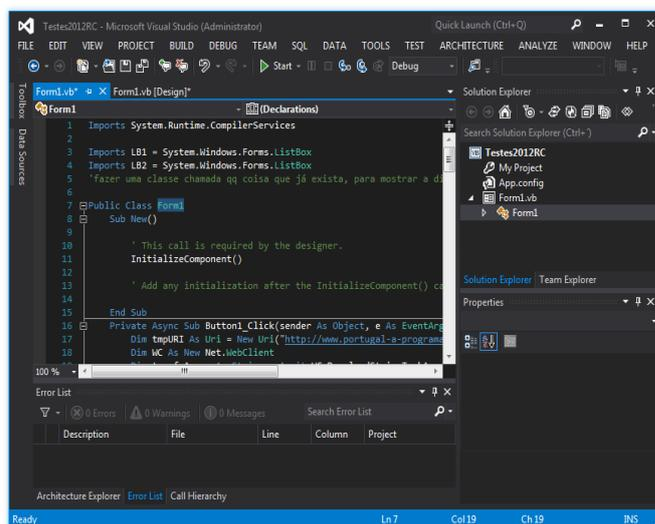 Testes2012RC - Microsoft Visual Studio (Administrator)
Quick Launch (Ctrl+Q)
FILE EDIT VIEW PROJECT BUILD DEBUG TEAM SQL DATA TOOLS TEST ARCHITECTURE ANALYZE WINDOW HELP
Start
Debug
Toolbox
Data Sources
Form1.vb*
Form1.vb [Design]*
Form1
(Declarations)
1 Imports System.Runtime.CompilerServices
2
3 Imports LB1 = System.Windows.Forms.ListBox
4 Imports LB2 = System.Windows.Forms.ListBox
5 'fazer uma classe chamada qq coisa que já exista, para mostrar a di
6
7 Public Class Form1
8 Sub New()
9
10 ' This call is required by the designer.
11 InitializeComponent()
12
13 ' Add any initialization after the InitializeComponent() ca
14
15 End Sub
16 Private Async Sub Button1_Click(sender As Object, e As EventArg
17 Dim tmpURI As Uri = New Uri("http://www.portugal-a-programa
18 Dim WC As New Net.WebClient
100 %
Solution Explorer
Search Solution Explorer (Ctrl+ )
Testes2012RC
My Project
App.config
Form1.vb
Form1
Solution Explorer Team Explorer
Properties
Error List
0 Errors
0 Warnings
0 Messages
Search Error List
Description File Line Column Project
Architecture Explorer Error List Call Hierarchy
Ready Ln 7 Col 19 Ch 19 INS